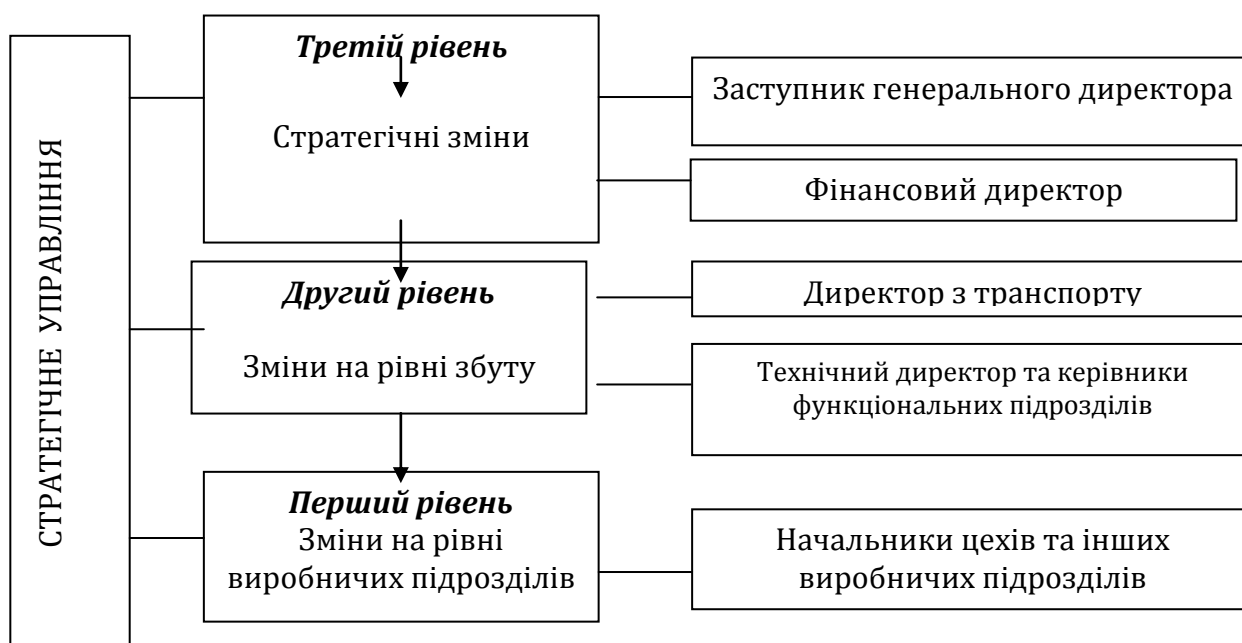 СТРАТЕГІЧНЕ УПРАВЛІННЯ
Третій рівень
Стратегічні зміни
Заступник генерального директора
Фінансовий директор
Другий рівень
Зміни на рівні збуту
Директор з транспорту
Технічний директор та керівники
функціональних підрозділів
Перший рівень
Зміни на рівні
виробничих підрозділів
Начальники цехів та інших
виробничих підрозділів